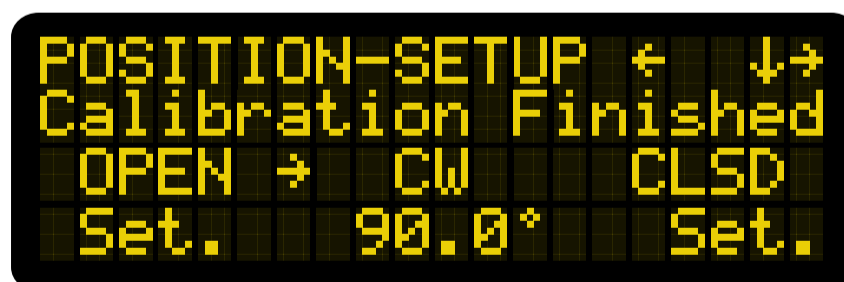 POSITION-SETUP ← ↓→
Calibration Finished
OPEN → CW CLSD
Set. 90.0° Set.